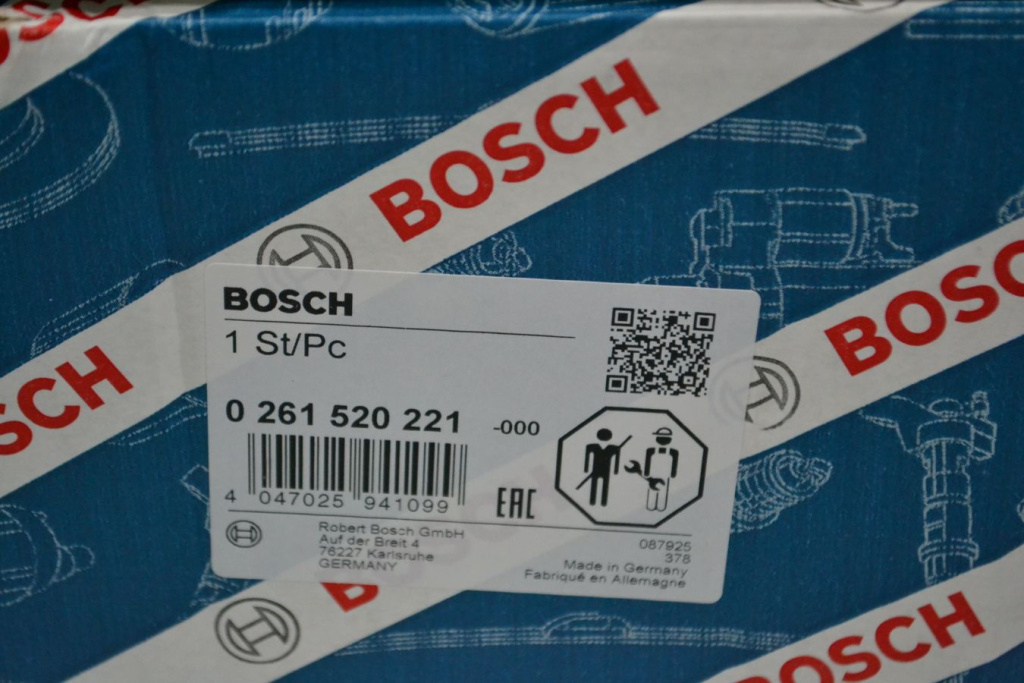 BOSCH
BOSCH
BOSCH
BOSCH
BOSCH
1 St/Pc
0 261 520 221 -000
4 047025 941099
EAC
Robert Bosch GmbH
Auf der Breit 4
76227 Karlsruhe
GERMANY
087925
378
Made in Germany
Fabriqué en Allemagne
BOSCH